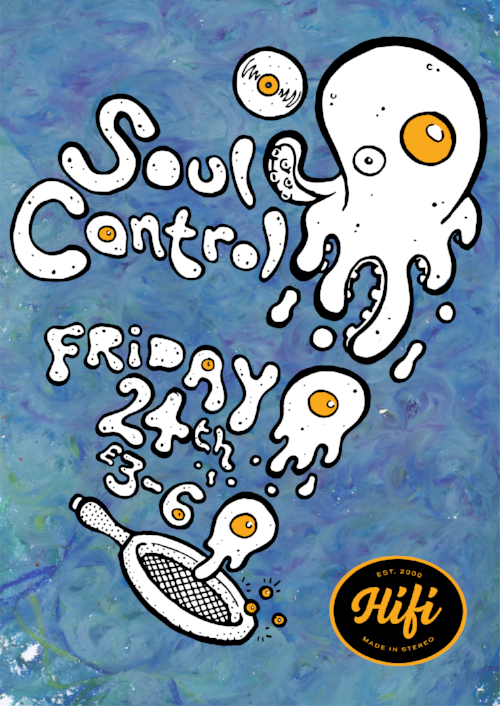 Soul
Control
FRiDAY
24th
£3-6
EST. 2000
Hifi
MADE IN STEREO